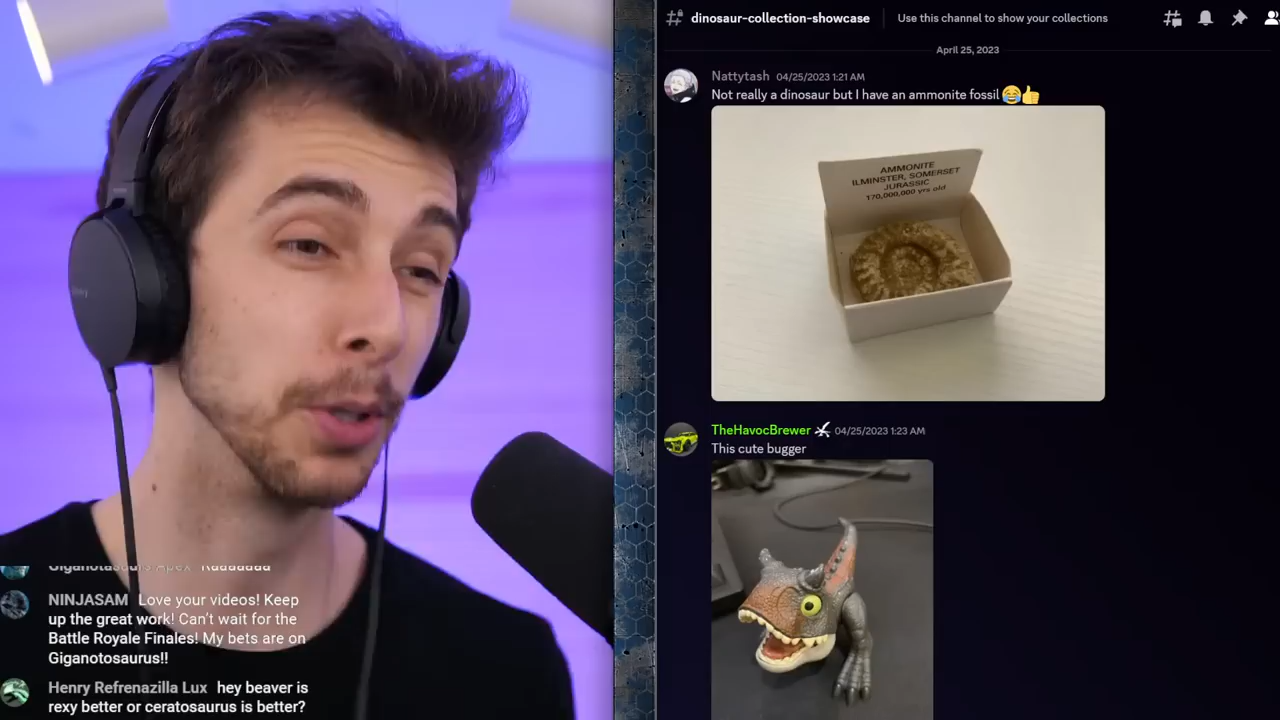 dinosaur-collection-showcase
Use this channel to show your collections
April 25, 2023
Nattytash 04/25/2023 1:21 AM
Not really a dinosaur but I have an ammonite fossil 😂👍
AMMONITE
ILMINSTER, SOMERSET
JURASSIC
170,000,000 yrs old
TheHavocBrewer 04/25/2023 1:23 AM
This cute bugger
NINJASAM Love your videos! Keep
up the great work! Can't wait for the
Battle Royale Finales! My bets are on
Giganotosaurus!!
Henry Refrenazilla Lux hey beaver is
rexy better or ceratosaurus is better?